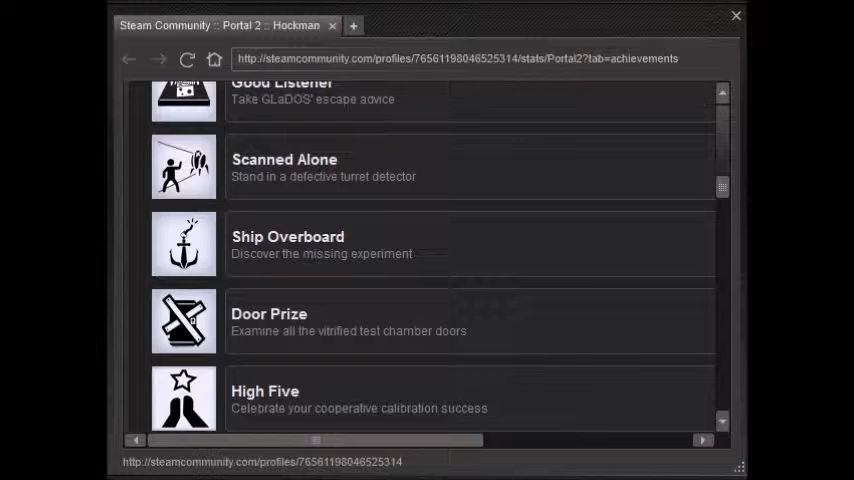 Steam Community :: Portal 2 :: Hockman
http://steamcommunity.com/profiles/76561198046525314/stats/Portal2?tab=achievements
Good Listener
Take GLaDOS' escape advice
Scanned Alone
Stand in a defective turret detector
Ship Overboard
Discover the missing experiment
Door Prize
Examine all the vitrified test chamber doors
High Five
Celebrate your cooperative calibration success
http://steamcommunity.com/profiles/76561198046525314